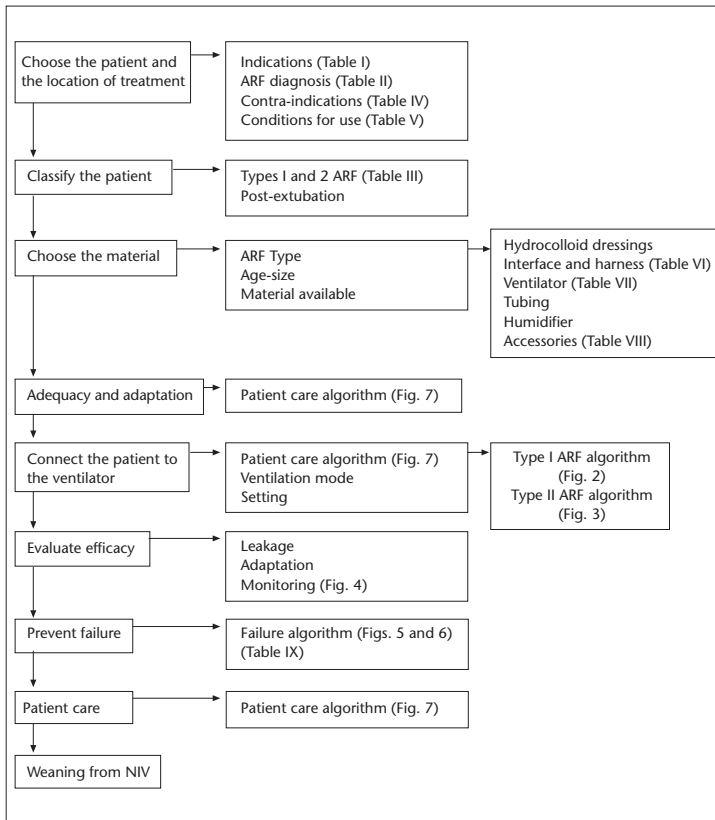 Choose the patient and
the location of treatment
Indications (Table I)
ARF diagnosis (Table II)
Contra-indications (Table IV)
Conditions for use (Table V)
Classify the patient
Types I and 2 ARF (Table III)
Post-extubation
Choose the material
ARF Type
Age-size
Material available
Hydrocolloid dressings
Interface and harness (Table VI)
Ventilator (Table VII)
Tubing
Humidifier
Accessories (Table VIII)
Adequacy and adaptation
Patient care algorithm (Fig. 7)
Connect the patient to
the ventilator
Patient care algorithm (Fig. 7)
Ventilation mode
Setting
Type I ARF algorithm
(Fig. 2)
Type II ARF algorithm
(Fig. 3)
Evaluate efficacy
Leakage
Adaptation
Monitoring (Fig. 4)
Prevent failure
Failure algorithm (Figs. 5 and 6)
(Table IX)
Patient care
Patient care algorithm (Fig. 7)
Weaning from NIV